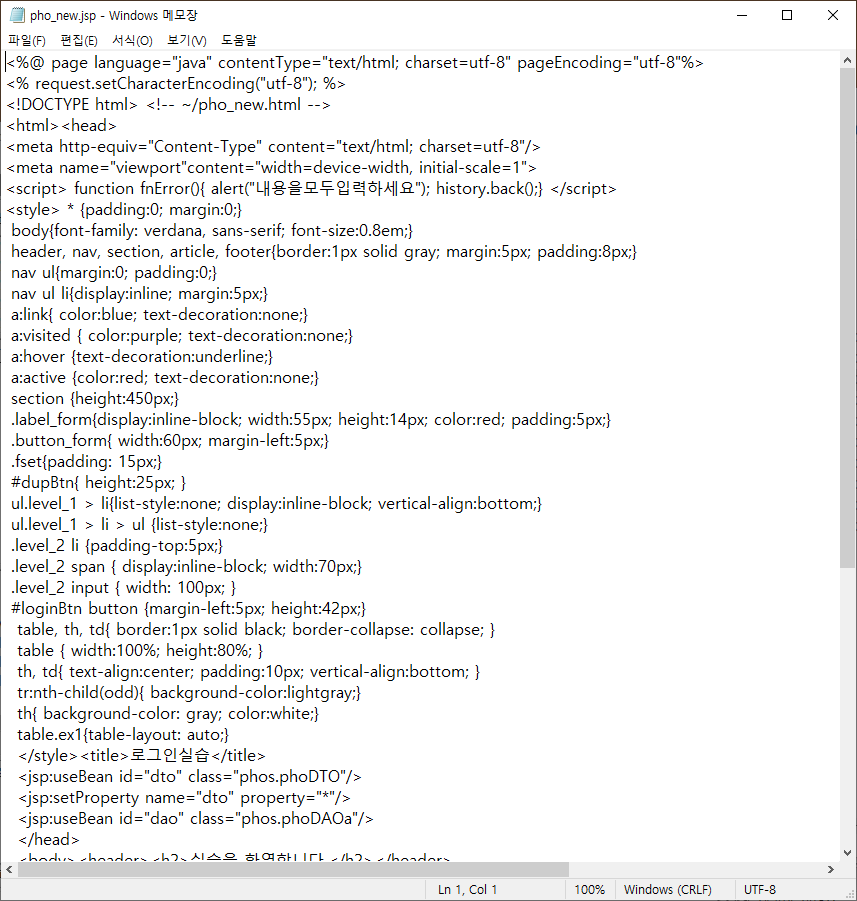 pho_new.jsp - Windows 메모장
파일(F) 편집(E) 서식(O) 보기(V) 도움말
<%@ page language="java" contentType="text/html; charset=utf-8" pageEncoding="utf-8"%>
<% request.setCharacterEncoding("utf-8"); %>
<!DOCTYPE html> <!-- ~/pho_new.html -->
<html><head>
<meta http-equiv="Content-Type" content="text/html; charset=utf-8"/>
<meta name="viewport"content="width=device-width, initial-scale=1">
<script> function fnError(){ alert("내용을모두입력하세요"); history.back();} </script>
<style> * {padding:0; margin:0;}
body{font-family: verdana, sans-serif; font-size:0.8em;}
header, nav, section, article, footer{border:1px solid gray; margin:5px; padding:8px;}
nav ul{margin:0; padding:0;}
nav ul li{display:inline; margin:5px;}
a:link{ color:blue; text-decoration:none;}
a:visited { color:purple; text-decoration:none;}
a:hover {text-decoration:underline;}
a:active {color:red; text-decoration:none;}
section {height:450px;}
.label_form{display:inline-block; width:55px; height:14px; color:red; padding:5px;}
.button_form{ width:60px; margin-left:5px;}
.fset{padding: 15px;}
#dupBtn{ height:25px; }
ul.level_1 > li{list-style:none; display:inline-block; vertical-align:bottom;}
ul.level_1 > li > ul {list-style:none;}
.level_2 li {padding-top:5px;}
.level_2 span { display:inline-block; width:70px;}
.level_2 input { width: 100px; }
#loginBtn button {margin-left:5px; height:42px;}
table, th, td{ border:1px solid black; border-collapse: collapse; }
table { width:100%; height:80%; }
th, td{ text-align:center; padding:10px; vertical-align:bottom; }
tr:nth-child(odd){ background-color:lightgray;}
th{ background-color: gray; color:white;}
table.ex1{table-layout: auto;}
</style><title>로그인실습</title>
<jsp:useBean id="dto" class="phos.phoDTO"/>
<jsp:setProperty name="dto" property="*"/>
<jsp:useBean id="dao" class="phos.phoDAOa"/>
</head>
<body><header><h2>실습을 환영합니다.</h2></header>
Ln 1, Col 1 100% Windows (CRLF) UTF-8